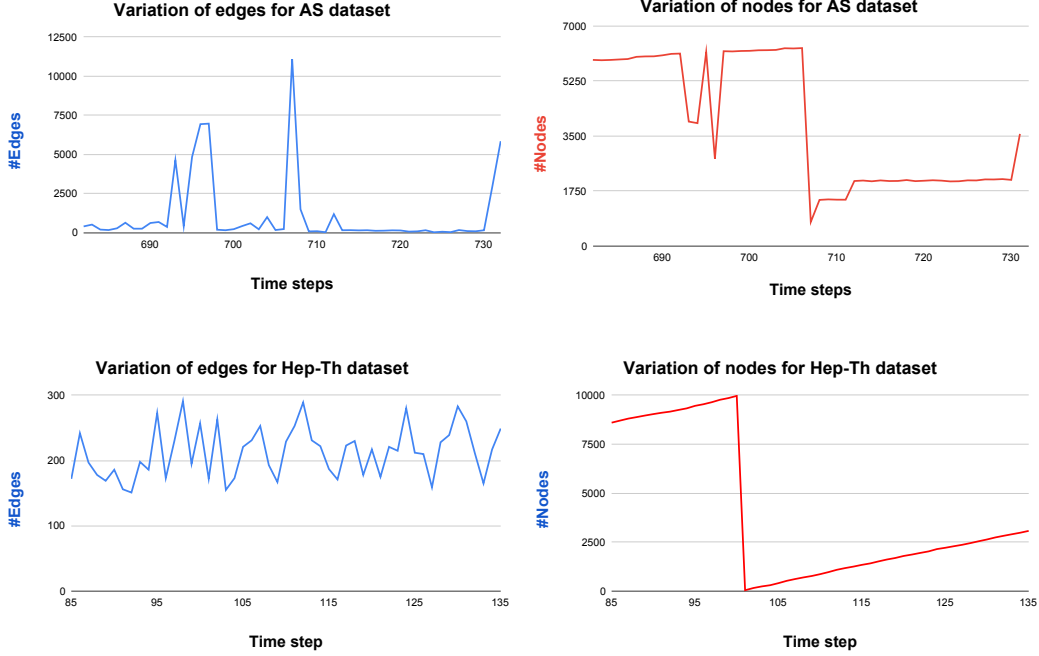 Variation of edges for AS dataset
12500
10000
7500
5000
2500
0
#Edges
690 700 710 720 730
Time steps
Variation of nodes for AS dataset
7000
5250
3500
1750
0
#Nodes
690 700 710 720 730
Time steps
Variation of edges for Hep-Th dataset
300
200
100
0
#Edges
85 95 105 115 125 135
Time step
Variation of nodes for Hep-Th dataset
10000
7500
5000
2500
0
#Nodes
85 95 105 115 125 135
Time step